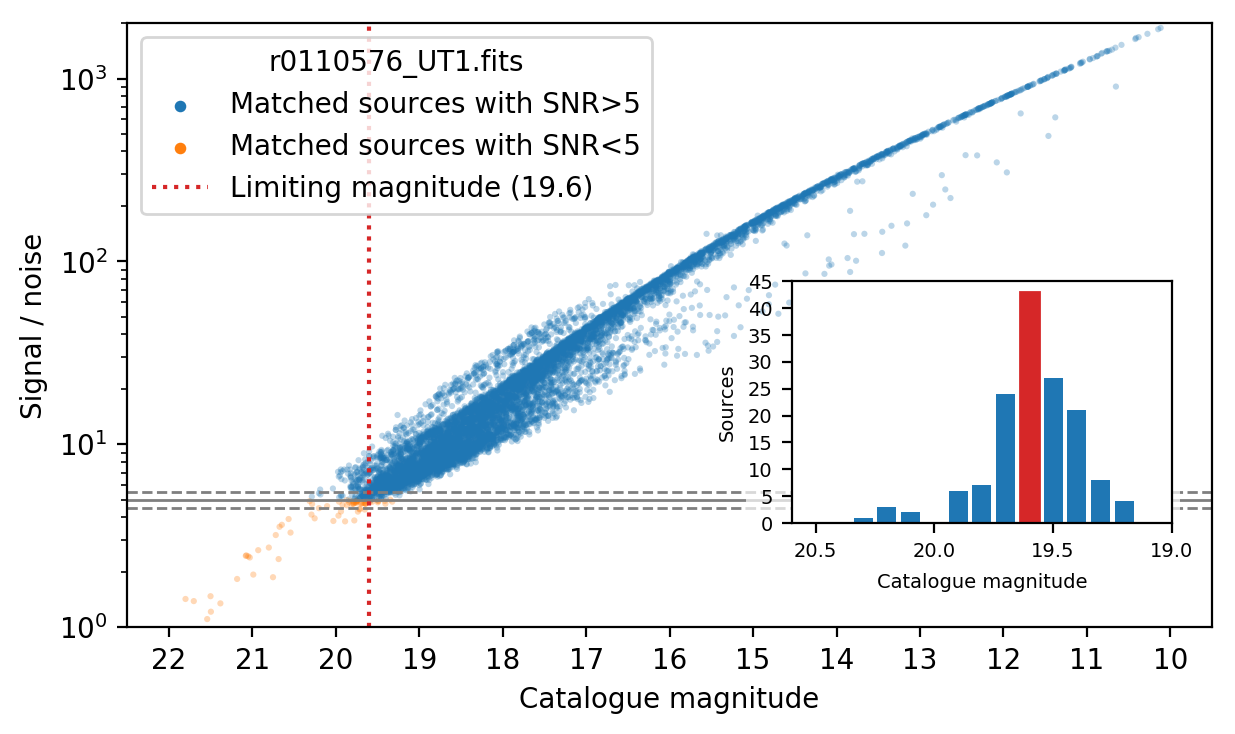 r0110576_UT1.fits
Matched sources with SNR>5
Matched sources with SNR<5
Limiting magnitude (19.6)
Signal / noise
10³
10²
10¹
10⁰
22 21 20 19 18 17 16 15 14 13 12 11 10
Catalogue magnitude
Sources
45
40
35
30
25
20
15
10
5
0
20.5 20.0 19.5 19.0
Catalogue magnitude